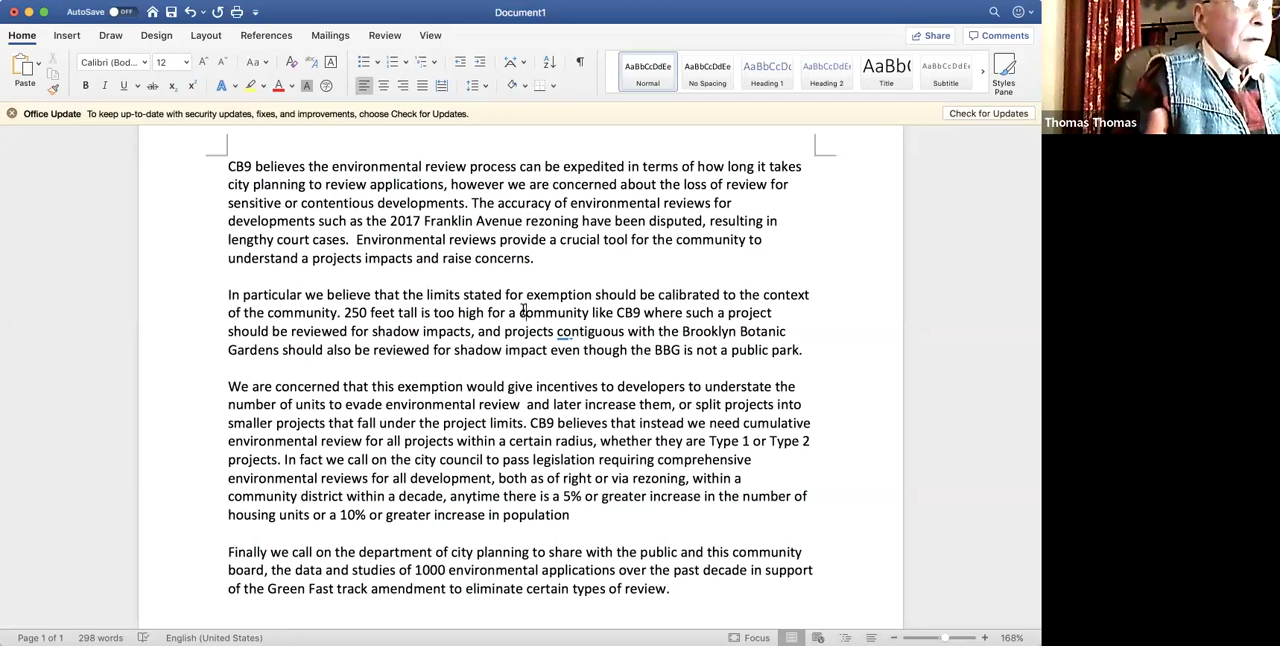 AutoSave OFF
Document1
Home Insert Draw Design Layout References Mailings Review View
Share Comments
Paste
Calibri (Bod... 12
AaBbCcDdEe Normal
AaBbCcDdEe No Spacing
AaBbCcDc Heading 1
AaBbCcDdEe Heading 2
AaBb( Title
AaBbCcDdEe Subtitle
Styles Pane
Office Update To keep up-to-date with security updates, fixes, and improvements, choose Check for Updates.
Check for Updates
Thomas Thomas
CB9 believes the environmental review process can be expedited in terms of how long it takes
city planning to review applications, however we are concerned about the loss of review for
sensitive or contentious developments. The accuracy of environmental reviews for
developments such as the 2017 Franklin Avenue rezoning have been disputed, resulting in
lengthy court cases.  Environmental reviews provide a crucial tool for the community to
understand a projects impacts and raise concerns.
In particular we believe that the limits stated for exemption should be calibrated to the context
of the community. 250 feet tall is too high for a community like CB9 where such a project
should be reviewed for shadow impacts, and projects contiguous with the Brooklyn Botanic
Gardens should also be reviewed for shadow impact even though the BBG is not a public park.
We are concerned that this exemption would give incentives to developers to understate the
number of units to evade environmental review  and later increase them, or split projects into
smaller projects that fall under the project limits. CB9 believes that instead we need cumulative
environmental review for all projects within a certain radius, whether they are Type 1 or Type 2
projects. In fact we call on the city council to pass legislation requiring comprehensive
environmental reviews for all development, both as of right or via rezoning, within a
community district within a decade, anytime there is a 5% or greater increase in the number of
housing units or a 10% or greater increase in population
Finally we call on the department of city planning to share with the public and this community
board, the data and studies of 1000 environmental applications over the past decade in support
of the Green Fast track amendment to eliminate certain types of review.
Page 1 of 1 298 words English (United States) Focus 168%